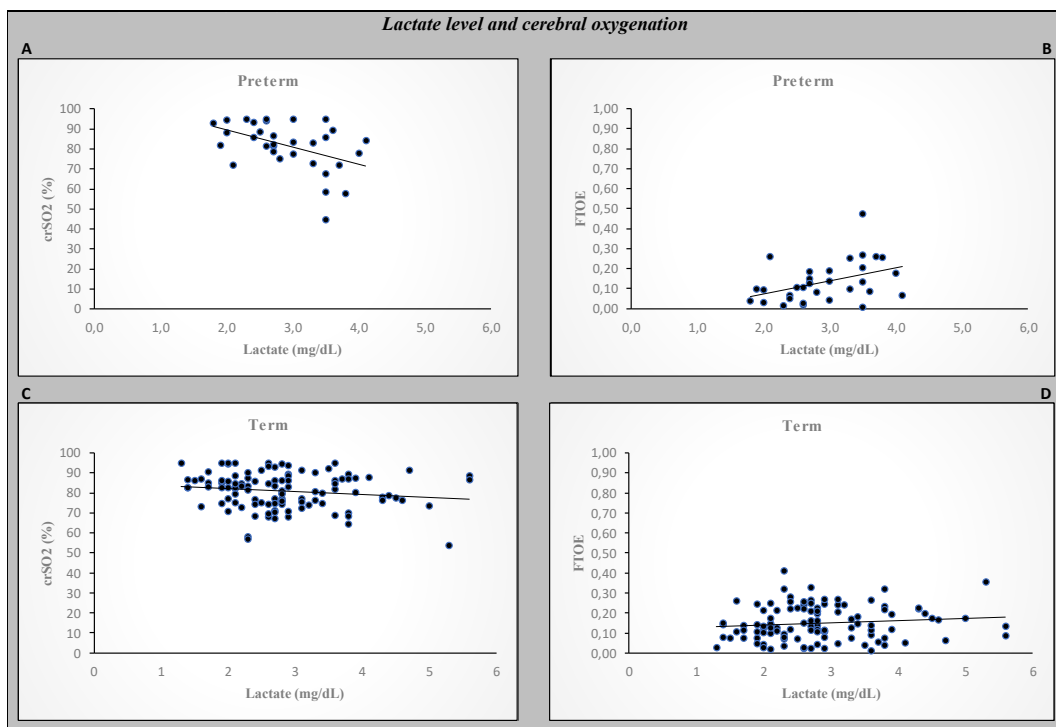 Lactate level and cerebral oxygenation
A
Preterm
crSO2 (%)
100
90
80
70
60
50
40
30
20
10
0
0,0 1,0 2,0 3,0 4,0 5,0 6,0
Lactate (mg/dL)
B
Preterm
FTOE
1,00
0,90
0,80
0,70
0,60
0,50
0,40
0,30
0,20
0,10
0,00
0,0 1,0 2,0 3,0 4,0 5,0 6,0
Lactate (mg/dL)
C
Term
crSO2 (%)
100
90
80
70
60
50
40
30
20
10
0
0 1 2 3 4 5 6
Lactate (mg/dL)
D
Term
FTOE
1,00
0,90
0,80
0,70
0,60
0,50
0,40
0,30
0,20
0,10
0,00
0 1 2 3 4 5 6
Lactate (mg/dL)